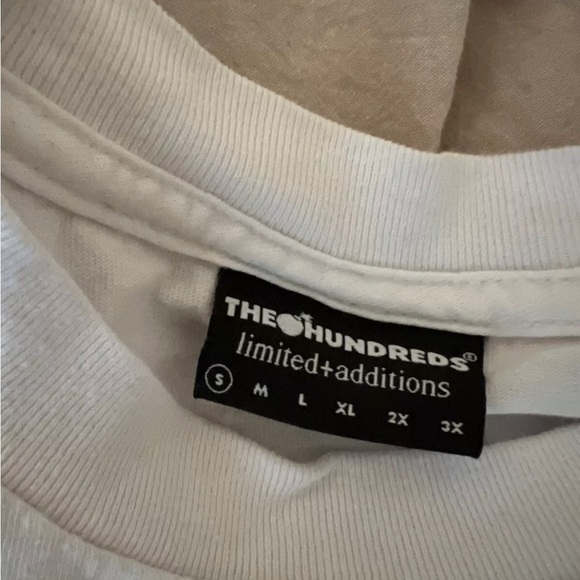 THE HUNDREDS®
limited+additions
S M L XL 2X 3X